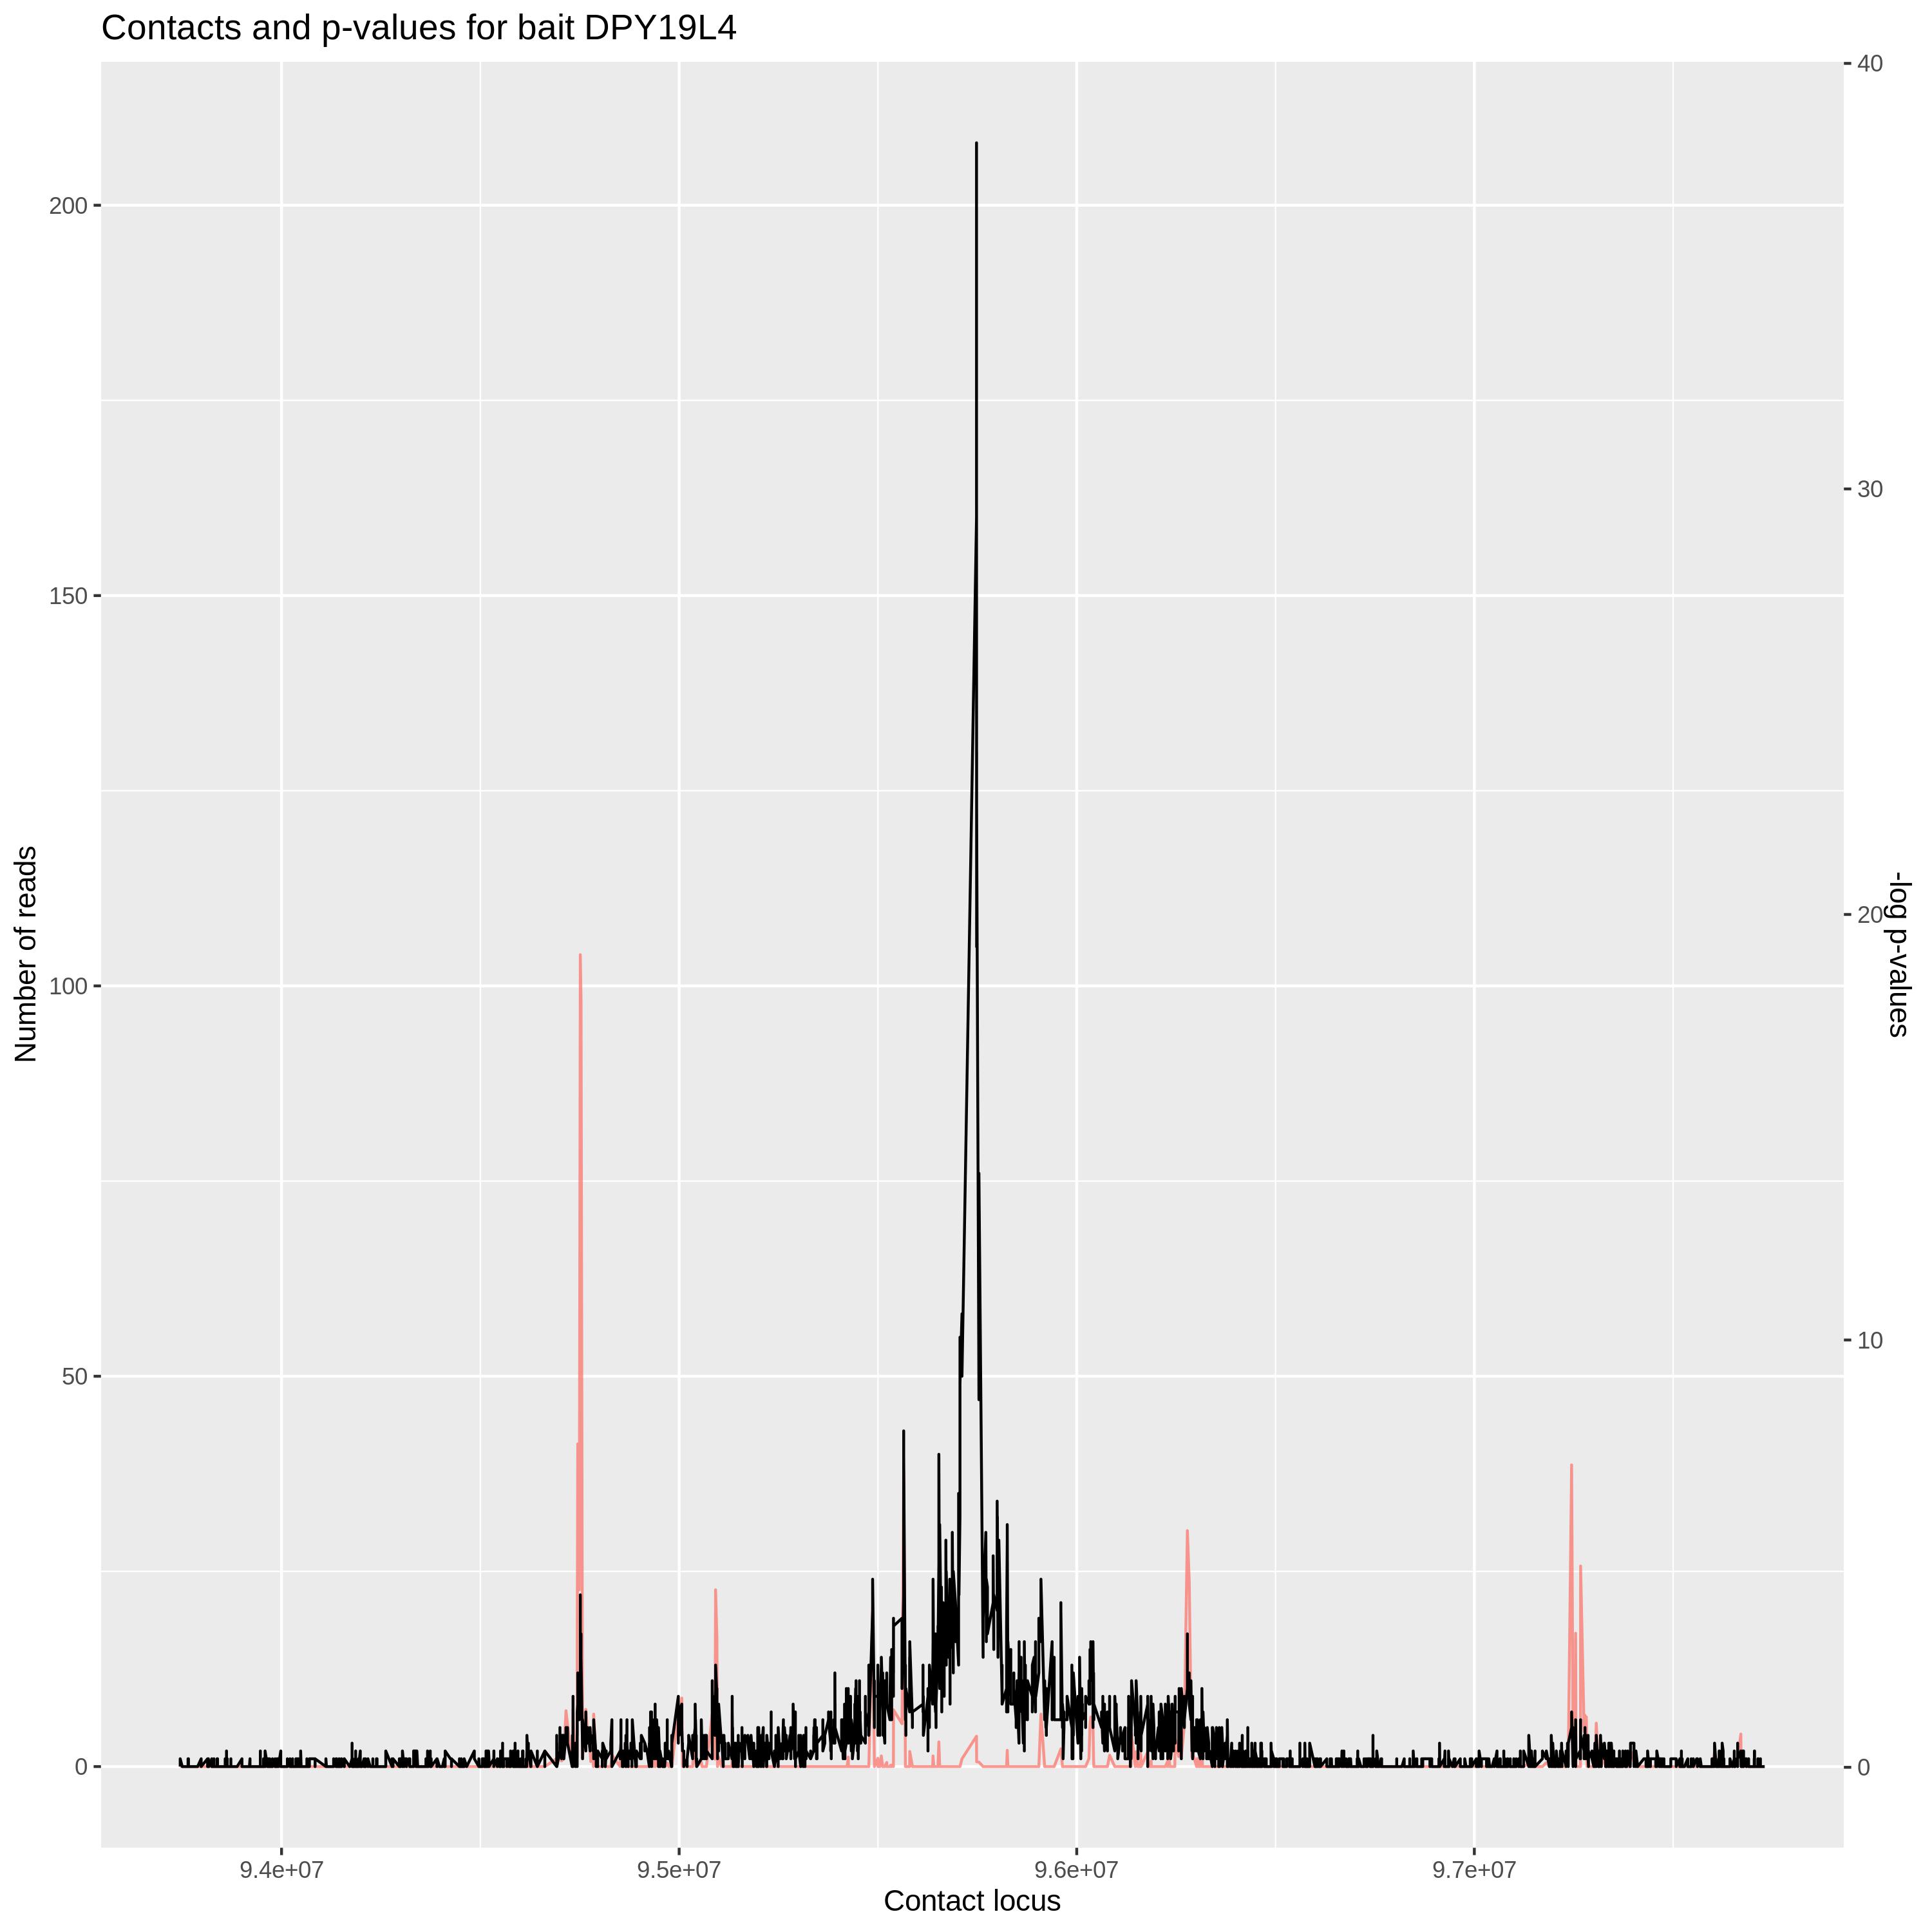 Contacts and p-values for bait DPY19L4
40
200
30
150
Number of reads
-log p-values
20
100
10
50
0
0
9.4e+07
9.5e+07
9.6e+07
9.7e+07
Contact locus